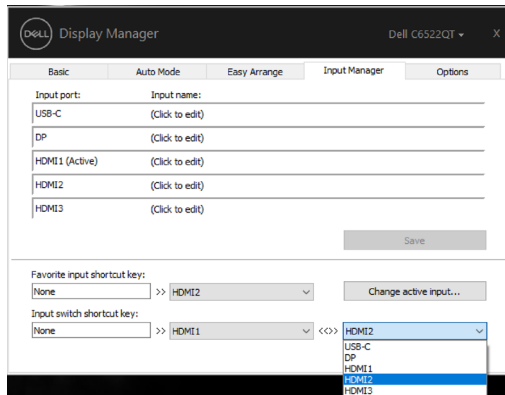 DELL Display Manager Dell C6522QT X
Basic Auto Mode Easy Arrange Input Manager Options
Input port: Input name:
USB-C (Click to edit)
DP (Click to edit)
HDMI1 (Active) (Click to edit)
HDMI2 (Click to edit)
HDMI3 (Click to edit)
Save
Favorite input shortcut key:
None >> HDMI2 Change active input...
Input switch shortcut key:
None >> HDMI1 <<>> HDMI2
USB-C
DP
HDMI1
HDMI2
HDMI3